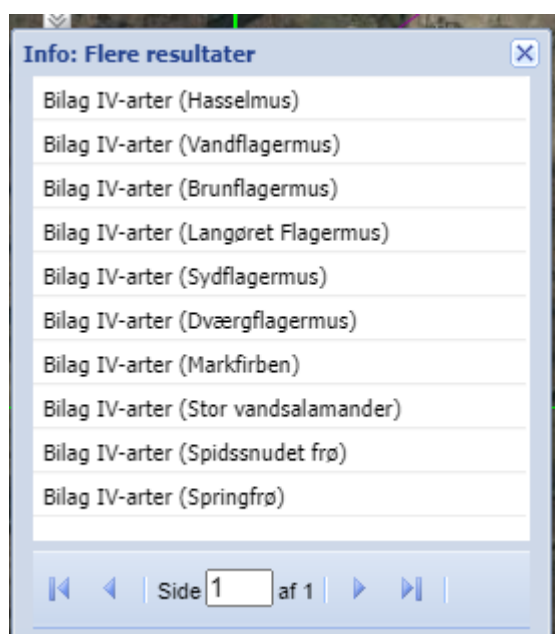 Info: Flere resultater
Bilag IV-arter (Hasselmus)
Bilag IV-arter (Vandflagermus)
Bilag IV-arter (Brunflagermus)
Bilag IV-arter (Langøret Flagermus)
Bilag IV-arter (Sydflagermus)
Bilag IV-arter (Dværgflagermus)
Bilag IV-arter (Markfirben)
Bilag IV-arter (Stor vandsalamander)
Bilag IV-arter (Spidssnudet frø)
Bilag IV-arter (Springfrø)
Side 1 af 1